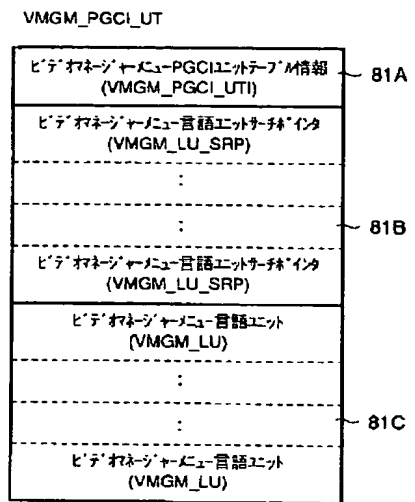 VMGM_PGCI_UT
ﾋﾞﾃﾞｵﾏﾈｰｼﾞｬｰﾒﾆｭｰPGCIﾕﾆｯﾄﾃｰﾌﾞﾙ情報
(VMGM_PGCI_UTI)
81A
ﾋﾞﾃﾞｵﾏﾈｰｼﾞｬｰﾒﾆｭｰ言語ﾕﾆｯﾄｻｰﾁﾎﾟｲﾝﾀ
(VMGM_LU_SRP)
:
:
81B
ﾋﾞﾃﾞｵﾏﾈｰｼﾞｬｰﾒﾆｭｰ言語ﾕﾆｯﾄｻｰﾁﾎﾟｲﾝﾀ
(VMGM_LU_SRP)
ﾋﾞﾃﾞｵﾏﾈｰｼﾞｬｰﾒﾆｭｰ言語ﾕﾆｯﾄ
(VMGM_LU)
:
:
81C
ﾋﾞﾃﾞｵﾏﾈｰｼﾞｬｰﾒﾆｭｰ言語ﾕﾆｯﾄ
(VMGM_LU)